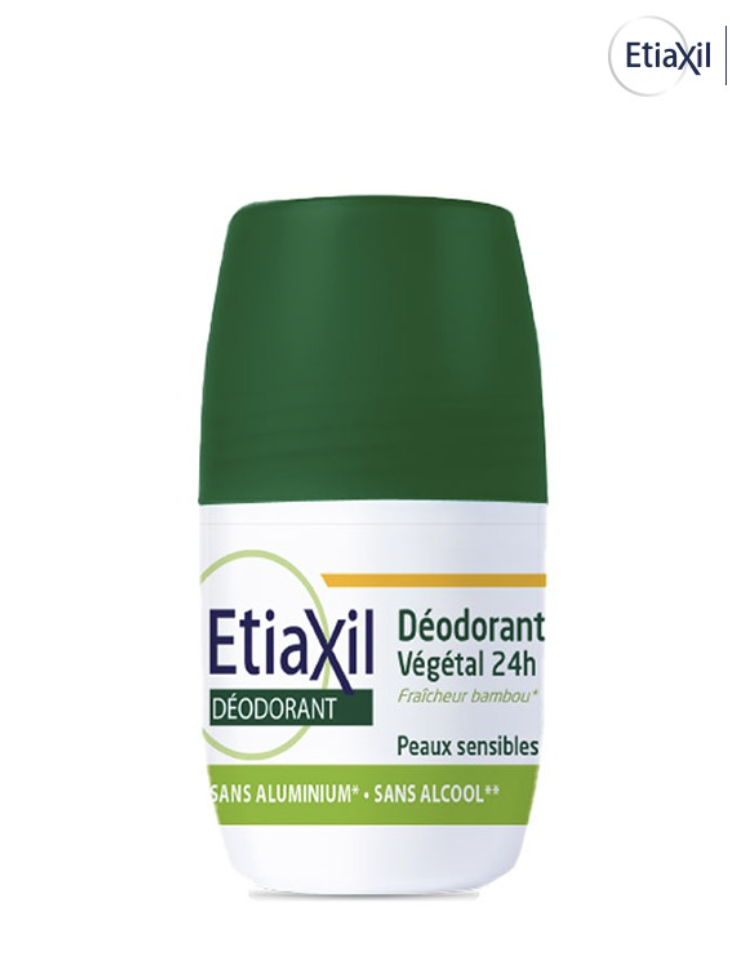 Etiaxil
Etiaxil
DÉODORANT
Déodorant
Végétal 24h
Fraîcheur bambou*
Peaux sensibles
SANS ALUMINIUM* • SANS ALCOOL**